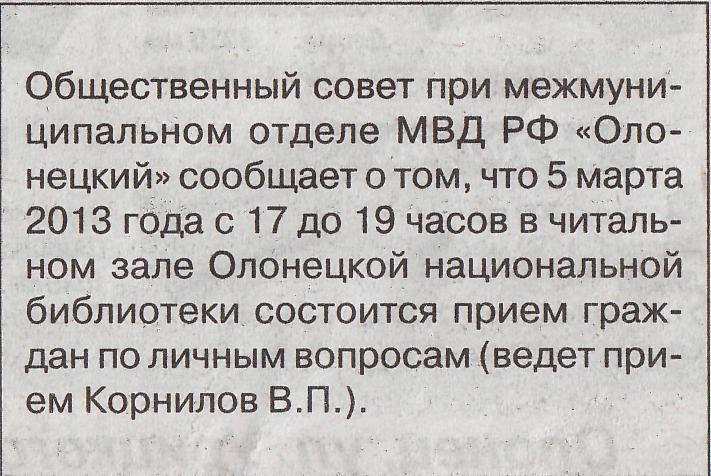 Общественный совет при межмуни-
ципальном отделе МВД РФ «Оло-
нецкий» сообщает о том, что 5 марта
2013 года с 17 до 19 часов в читаль-
ном зале Олонецкой национальной
библиотеки состоится прием граж-
дан по личным вопросам (ведет при-
ем Корнилов В.П.).